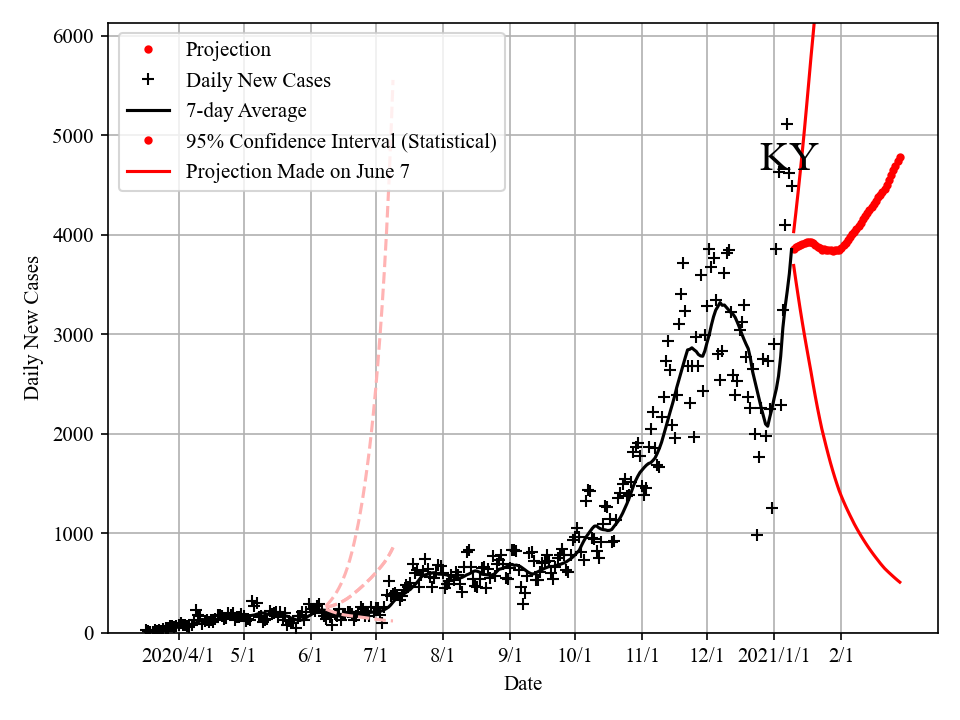 6000
5000
4000
3000
2000
1000
0
Daily New Cases
Projection
Daily New Cases
7-day Average
95% Confidence Interval (Statistical)
Projection Made on June 7
KY
2020/4/1 5/1 6/1 7/1 8/1 9/1 10/1 11/1 12/1 2021/1/1 2/1
Date